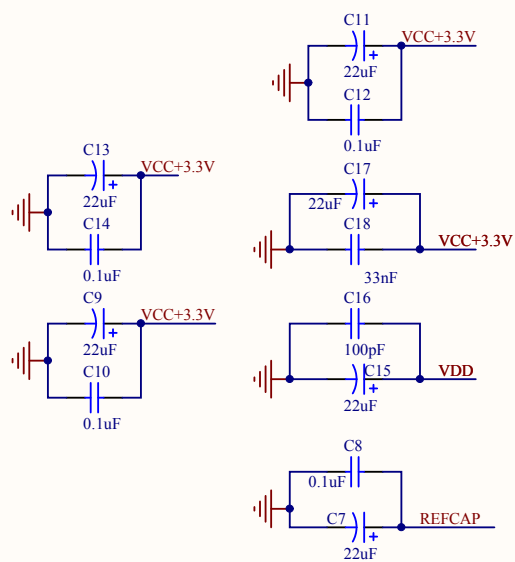 C11
VCC+3.3V
22uF
C12
0.1uF
C13
VCC+3.3V
22uF
C14
0.1uF
C17
22uF
C18
VCC+3.3V
33nF
C9
VCC+3.3V
22uF
C10
0.1uF
C16
100pF
C15
VDD
22uF
C8
0.1uF
C7
REFCAP
22uF